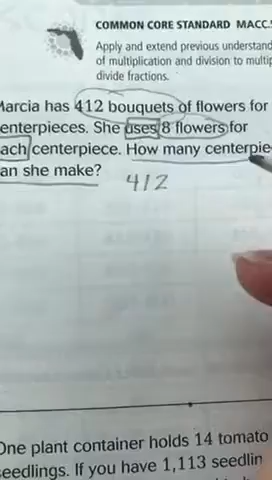 COMMON CORE STANDARD MACC.
Apply and extend previous understand
of multiplication and division to multip
divide fractions.
Marcia has 412 bouquets of flowers for
enterpieces. She uses 8 flowers for
ach centerpiece. How many centerpie
an she make?
412
One plant container holds 14 tomato
seedlings. If you have 1,113 seedlin